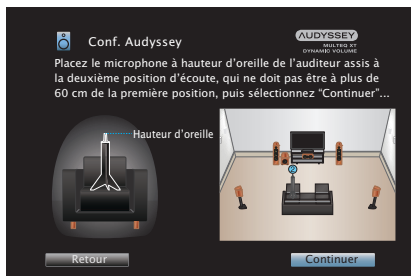 Conf. Audyssey
AUDYSSEY
MULTEQ XT
DYNAMIC VOLUME
Placez le microphone à hauteur d’oreille de l’auditeur assis à
la deuxième position d’écoute, qui ne doit pas être à plus de
60 cm de la première position, puis sélectionnez “Continuer”...
Hauteur d’oreille
2
Retour
Continuer